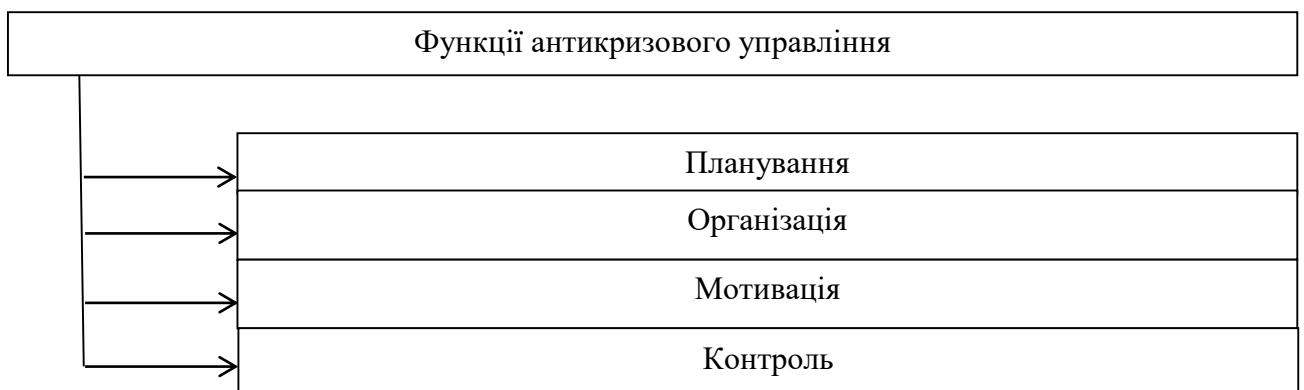 Функції антикризового управління
Планування
Організація
Мотивація
Контроль